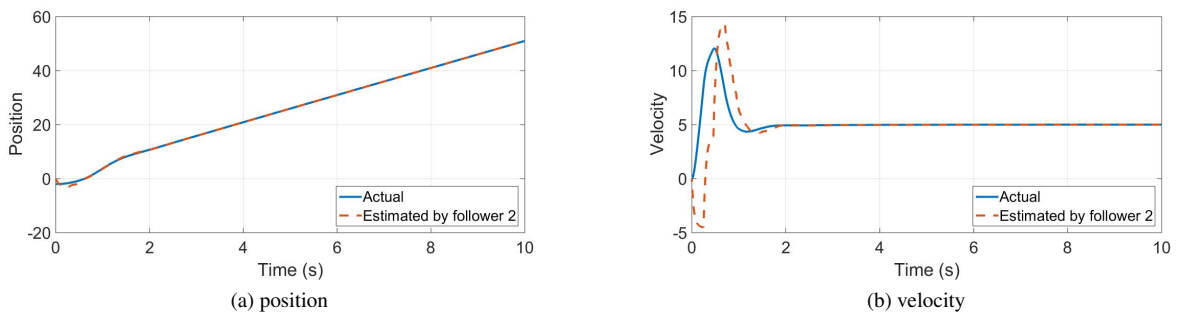 60
40
20
0
-20
Position
0 2 4 6 8 10
Time (s)
Actual
Estimated by follower 2
(a) position
15
10
5
0
-5
Velocity
0 2 4 6 8 10
Time (s)
Actual
Estimated by follower 2
(b) velocity